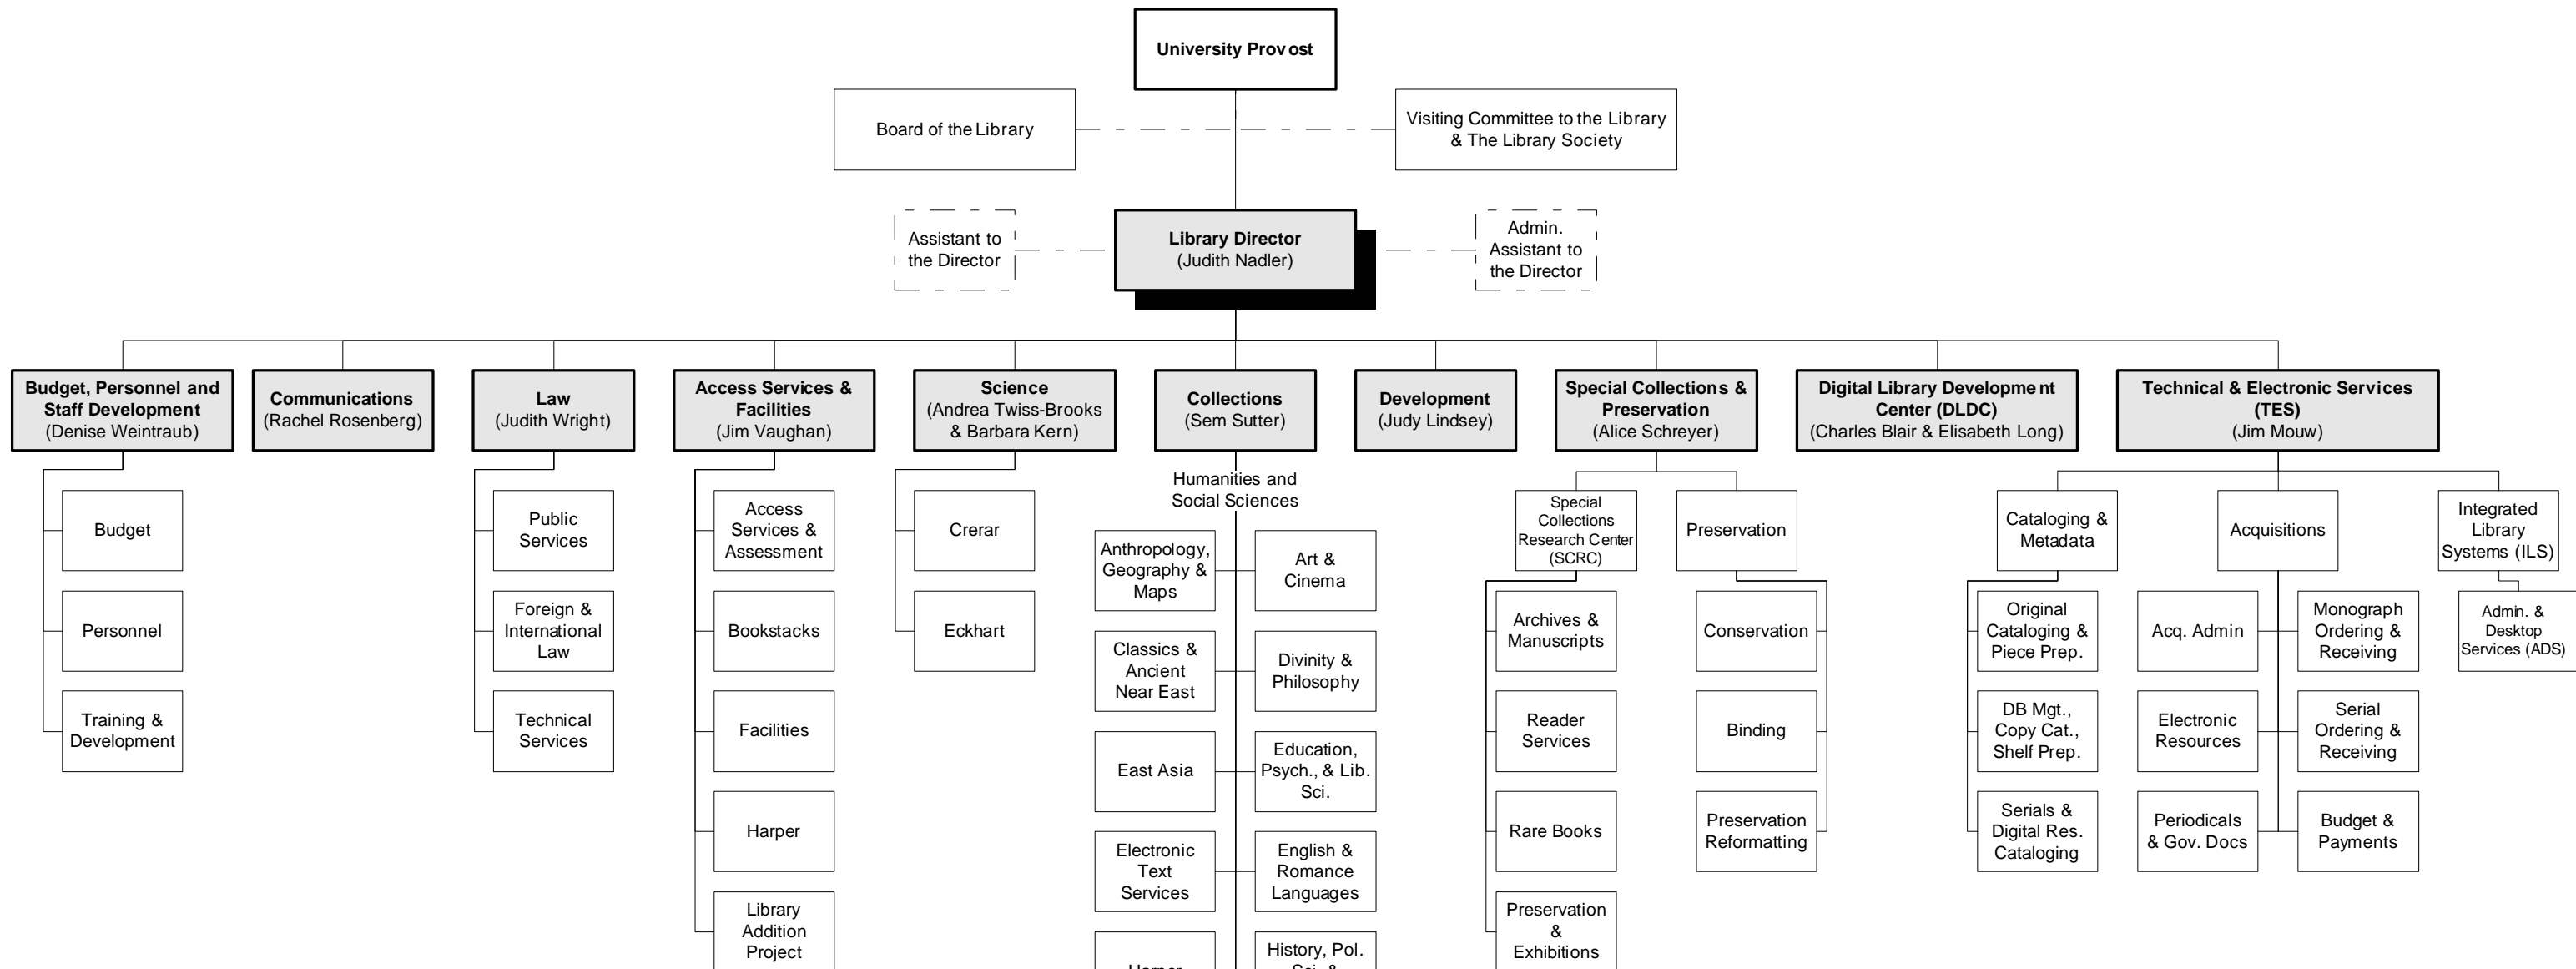 University Provost
Board of the Library
Visiting Committee to the Library
& The Library Society
Assistant to
the Director
Library Director
(Judith Nadler)
Admin.
Assistant to
the Director
Budget, Personnel and
Staff Development
(Denise Weintraub)
Communications
(Rachel Rosenberg)
Law
(Judith Wright)
Access Services &
Facilities
(Jim Vaughan)
Science
(Andrea Twiss-Brooks
& Barbara Kern)
Collections
(Sem Sutter)
Development
(Judy Lindsey)
Special Collections &
Preservation
(Alice Schreyer)
Digital Library Development
Center (DLDC)
(Charles Blair & Elisabeth Long)
Technical & Electronic Services
(TES)
(Jim Mouw)
Budget
Personnel
Training &
Development
Public
Services
Foreign &
International
Law
Technical
Services
Access
Services &
Assessment
Bookstacks
Facilities
Harper
Library
Addition
Project
Crerar
Eckhart
Humanities and
Social Sciences
Anthropology,
Geography &
Maps
Art &
Cinema
Classics &
Ancient
Near East
Divinity &
Philosophy
East Asia
Education,
Psych., & Lib.
Sci.
Electronic
Text
Services
English &
Romance
Languages
Harper
History, Pol.
Sci. &
Special
Collections
Research Center
(SCRC)
Archives &
Manuscripts
Reader
Services
Rare Books
Preservation
&
Exhibitions
Preservation
Conservation
Binding
Preservation
Reformatting
Cataloging &
Metadata
Original
Cataloging &
Piece Prep.
DB Mgt.,
Copy Cat.,
Shelf Prep.
Serials &
Digital Res.
Cataloging
Acquisitions
Acq. Admin
Monograph
Ordering &
Receiving
Electronic
Resources
Serial
Ordering &
Receiving
Periodicals
& Gov. Docs
Budget &
Payments
Integrated
Library
Systems (ILS)
Admin. &
Desktop
Services (ADS)